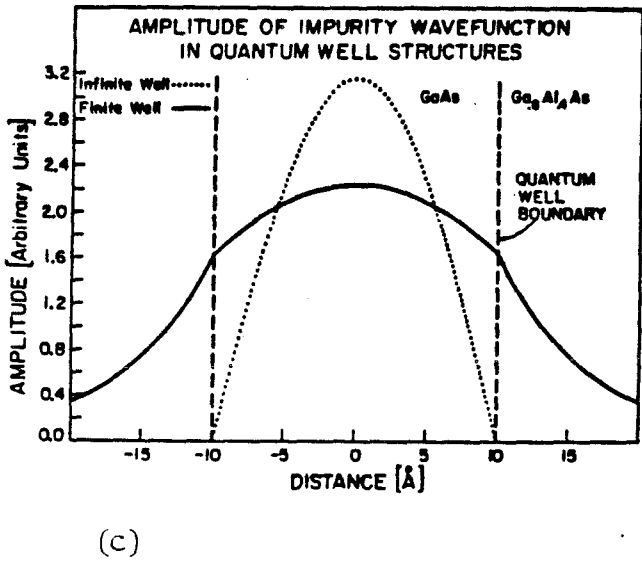 AMPLITUDE OF IMPURITY WAVEFUNCTION
IN QUANTUM WELL STRUCTURES
Infinite Well
Finite Well
GaAs
Ga.8Al.4As
QUANTUM
WELL
BOUNDARY
AMPLITUDE [Arbitrary Units]
3.2
2.8
2.4
2.0
1.6
1.2
0.8
0.4
0.0
-15
-10
-5
0
5
10
15
DISTANCE [Å]
(c)